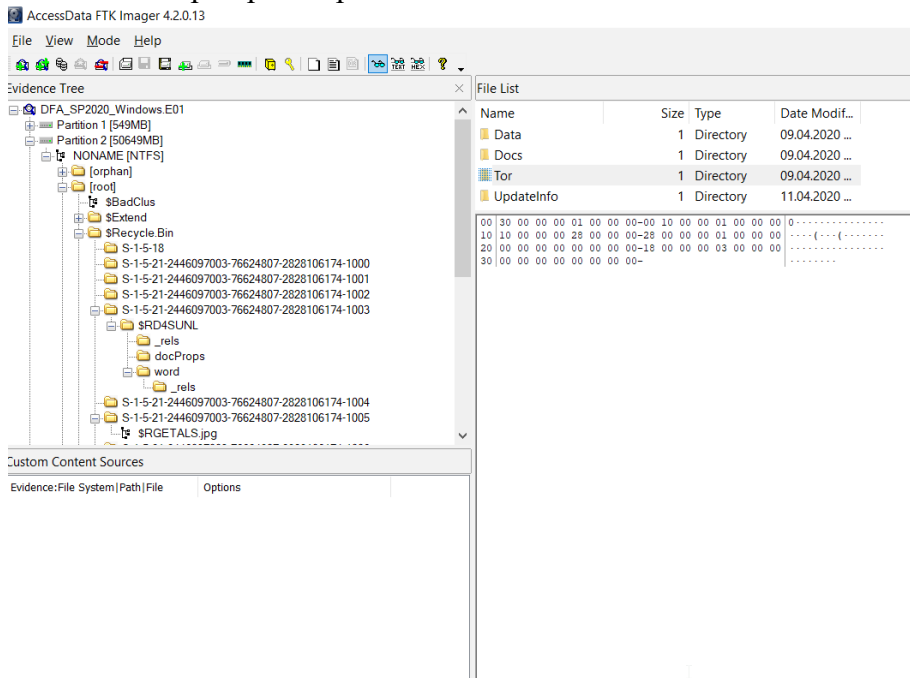 AccessData FTK Imager 4.2.0.13
File View Mode Help
Evidence Tree
DFA_SP2020_Windows.E01
Partition 1 [549MB]
Partition 2 [50649MB]
NONAME [NTFS]
[orphan]
[root]
$BadClus
$Extend
$Recycle.Bin
S-1-5-18
S-1-5-21-2446097003-76624807-2828106174-1000
S-1-5-21-2446097003-76624807-2828106174-1001
S-1-5-21-2446097003-76624807-2828106174-1002
S-1-5-21-2446097003-76624807-2828106174-1003
$RD4SUNL
_rels
docProps
word
_rels
S-1-5-21-2446097003-76624807-2828106174-1004
S-1-5-21-2446097003-76624807-2828106174-1005
$RGETALS.jpg
Custom Content Sources
Evidence:File System|Path|File Options
File List
Name Size Type Date Modif...
Data 1 Directory 09.04.2020 ...
Docs 1 Directory 09.04.2020 ...
Tor 1 Directory 09.04.2020 ...
UpdateInfo 1 Directory 11.04.2020 ...
00 30 00 00 00 01 00 00 00-00 10 00 00 01 00 00 00 0···············
10 10 00 00 00 28 00 00 00-28 00 00 00 01 00 00 00 ····(···(·······
20 00 00 00 00 00 00 00 00-18 00 00 00 03 00 00 00 ················
30 00 00 00 00 00 00 00 00- ········